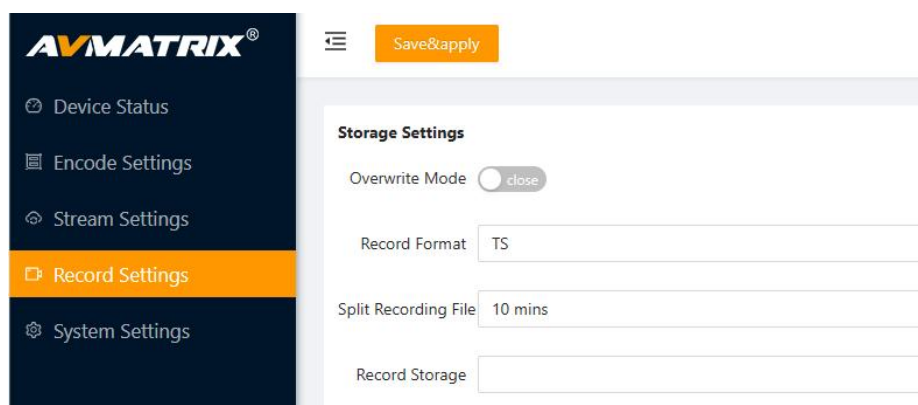 AVMATRIX®
Save&apply
Device Status
Encode Settings
Stream Settings
Record Settings
System Settings
Storage Settings
Overwrite Mode close
Record Format TS
Split Recording File 10 mins
Record Storage